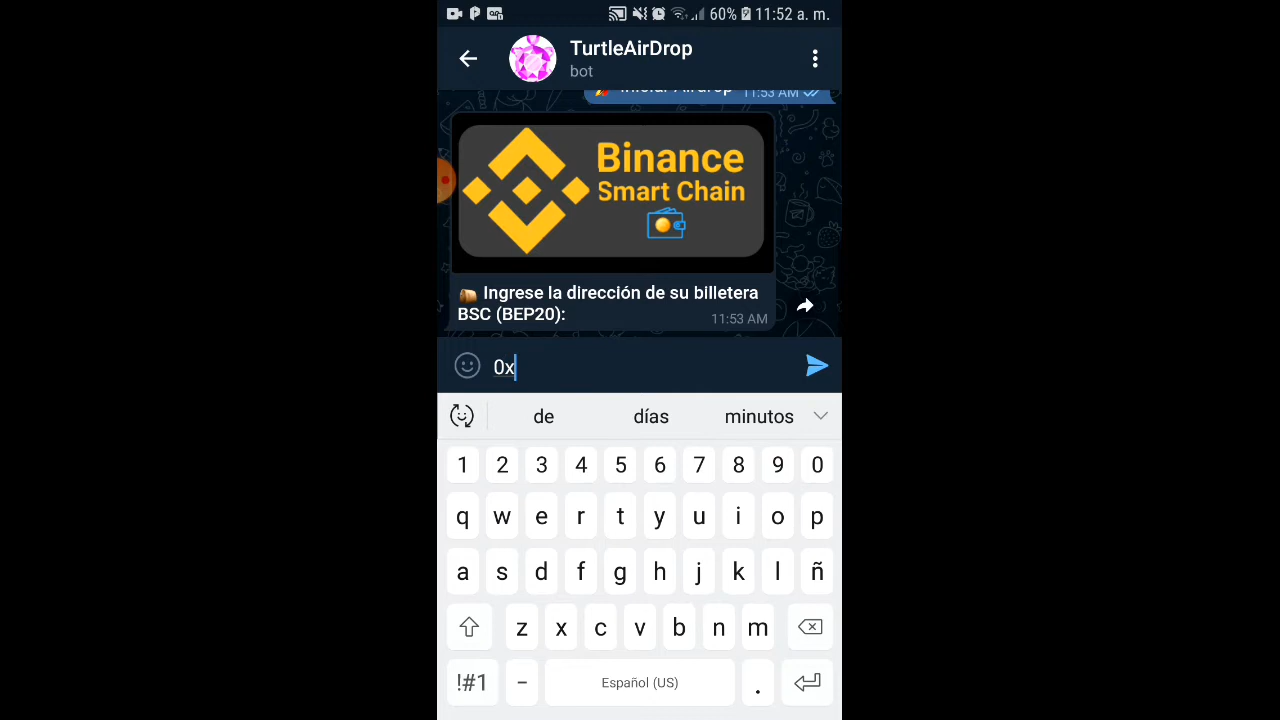 60% 11:52 a. m.
TurtleAirDrop
bot
Iniciar Airdrop 11:53 AM
Binance
Smart Chain
Ingrese la dirección de su billetera
BSC (BEP20):
11:53 AM
0x
de días minutos
1 2 3 4 5 6 7 8 9 0
q w e r t y u i o p
a s d f g h j k l ñ
z x c v b n m
!#1 - Español (US) .